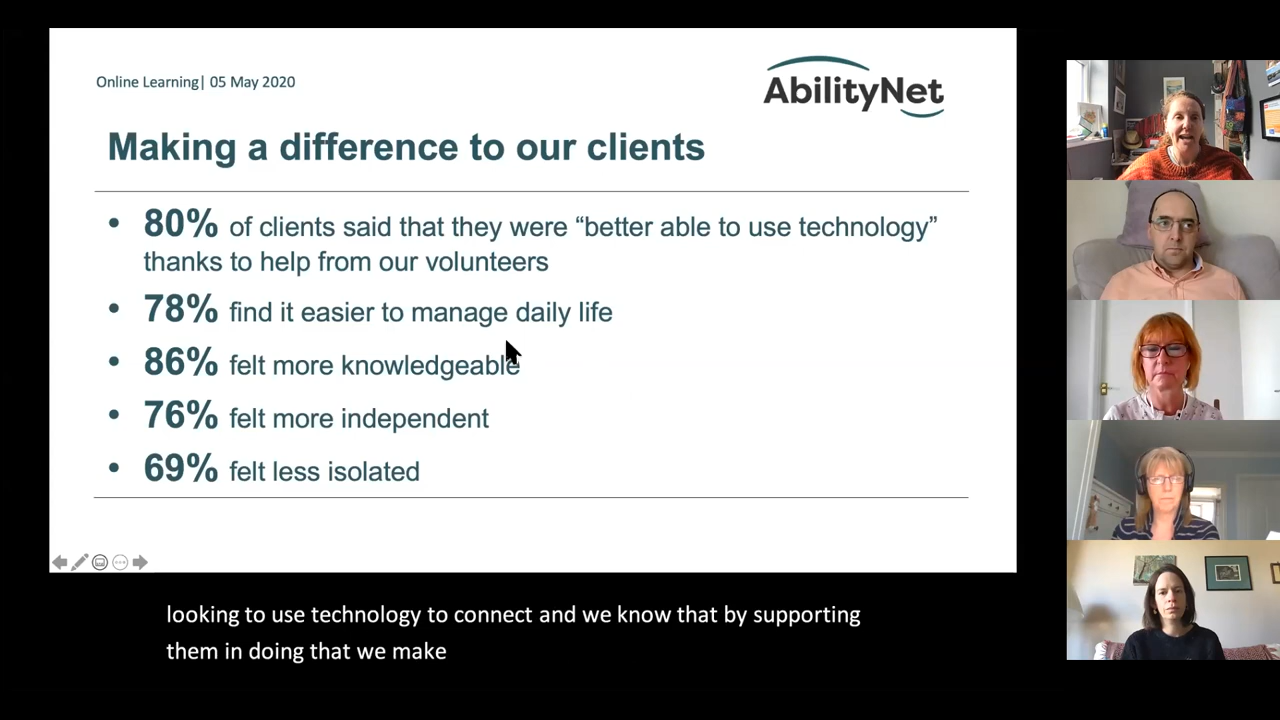 Online Learning| 05 May 2020
AbilityNet
Making a difference to our clients
• 80% of clients said that they were “better able to use technology”
thanks to help from our volunteers
• 78% find it easier to manage daily life
• 86% felt more knowledgeable
• 76% felt more independent
• 69% felt less isolated
looking to use technology to connect and we know that by supporting
them in doing that we make